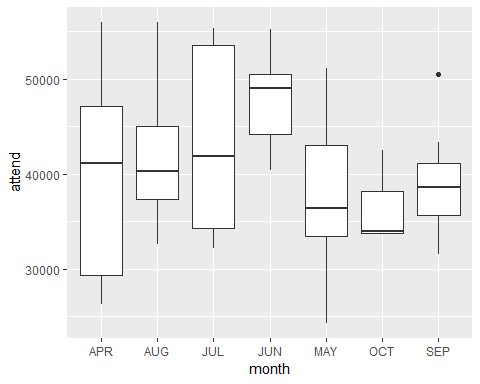 attend
50000
40000
30000
APR AUG JUL JUN MAY OCT SEP
month